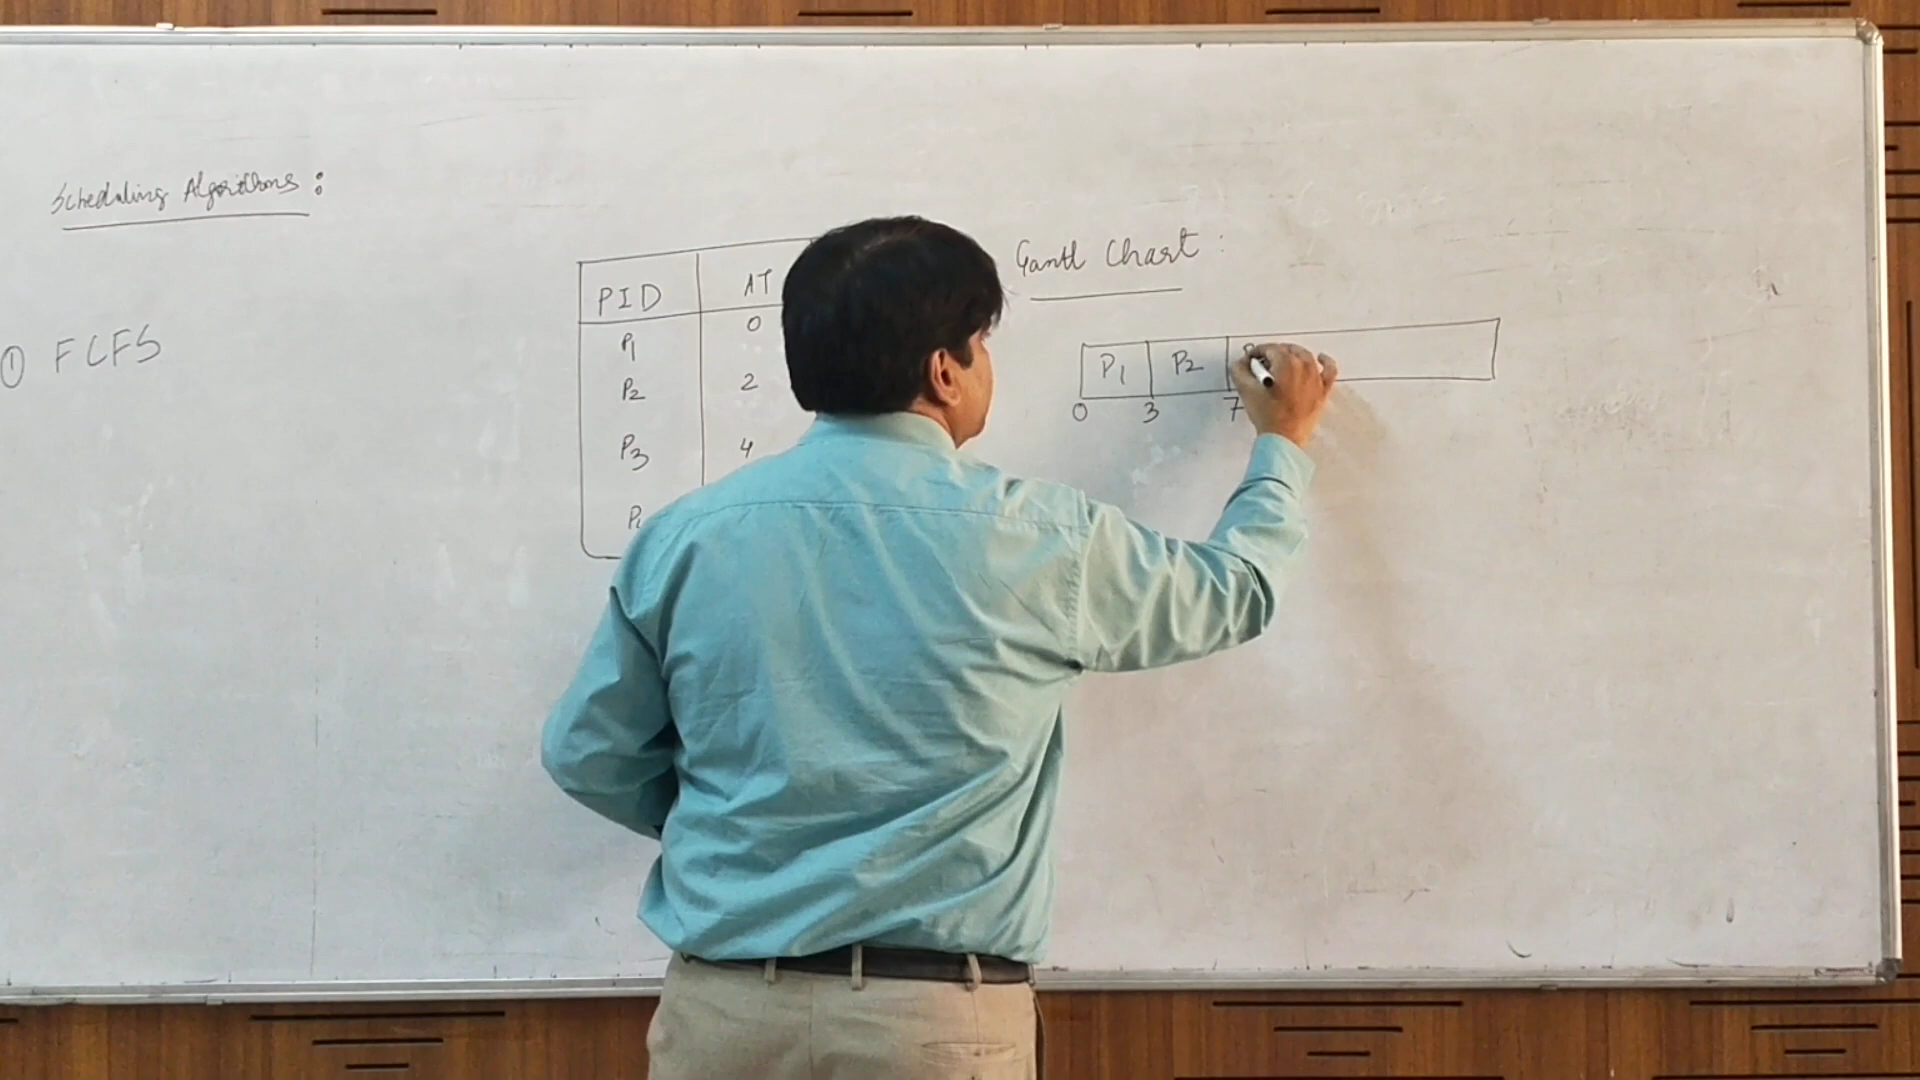 Scheduling Algorithms :
① FCFS
PID AT
P1 0
P2 2
P3 4
Gantt Chart :
P1 P2
0 3 7